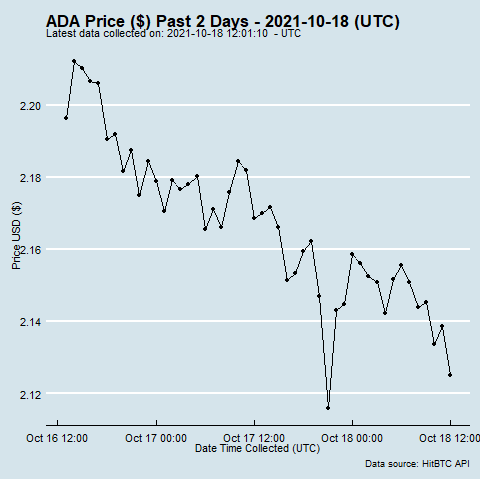 ADA Price ($) Past 2 Days - 2021-10-18 (UTC)
Latest data collected on: 2021-10-18 12:01:10  - UTC
Price USD ($)
2.20
2.18
2.16
2.14
2.12
Oct 16 12:00
Oct 17 00:00
Oct 17 12:00
Oct 18 00:00
Oct 18 12:00
Date Time Collected (UTC)
Data source: HitBTC API